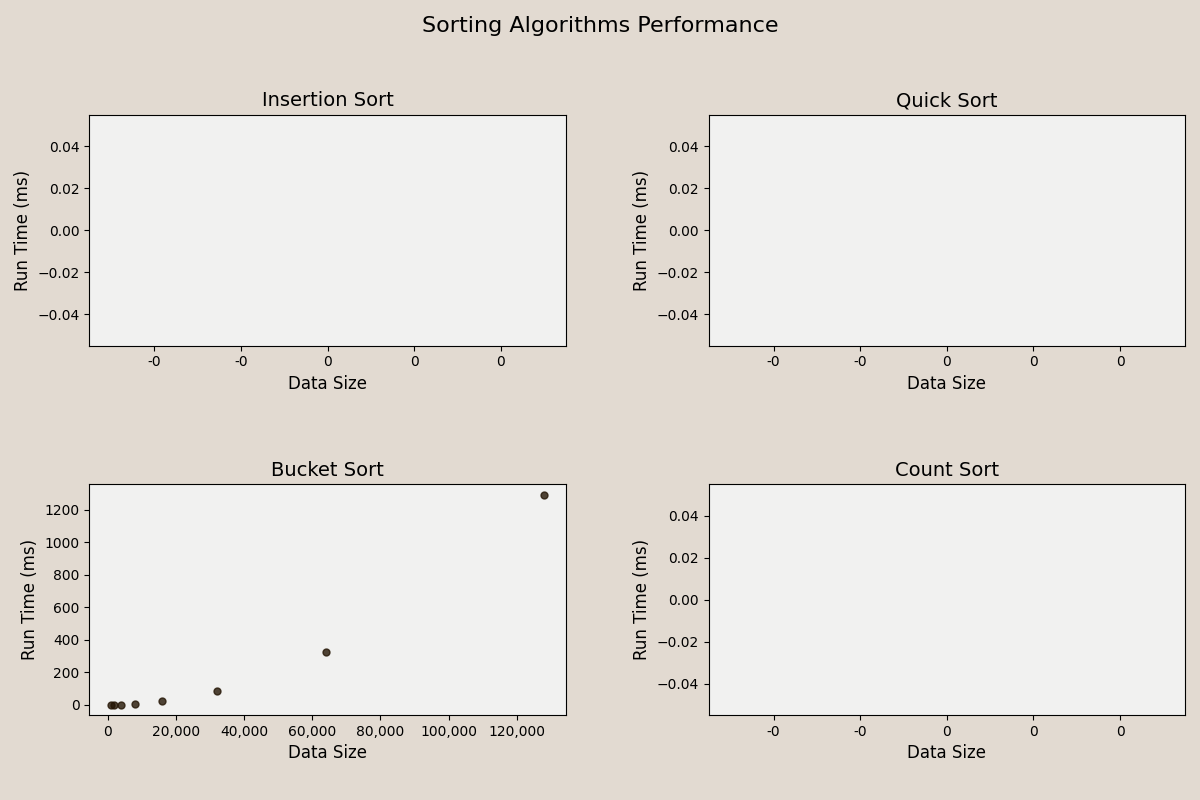 Sorting Algorithms Performance
Insertion Sort
Run Time (ms)
0.04
0.02
0.00
−0.02
−0.04
-0 -0 0 0 0
Data Size
Quick Sort
Run Time (ms)
0.04
0.02
0.00
−0.02
−0.04
-0 -0 0 0 0
Data Size
Bucket Sort
Run Time (ms)
1200
1000
800
600
400
200
0
0 20,000 40,000 60,000 80,000 100,000 120,000
Data Size
Count Sort
Run Time (ms)
0.04
0.02
0.00
−0.02
−0.04
-0 -0 0 0 0
Data Size